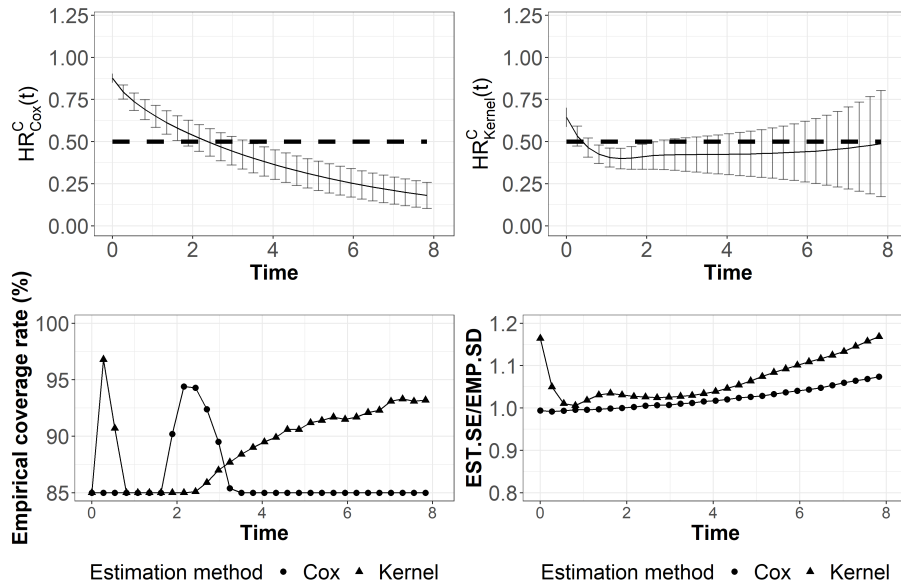 1.25
1.00
0.75
0.50
0.25
0.00
HR^C_Cox(t)
0 2 4 6 8
Time
1.25
1.00
0.75
0.50
0.25
0.00
HR^C_Kernel(t)
0 2 4 6 8
Time
100
95
90
85
Empirical coverage rate (%)
0 2 4 6 8
Time
1.2
1.1
1.0
0.9
0.8
EST.SE/EMP.SD
0 2 4 6 8
Time
Estimation method Cox Kernel
Estimation method Cox Kernel